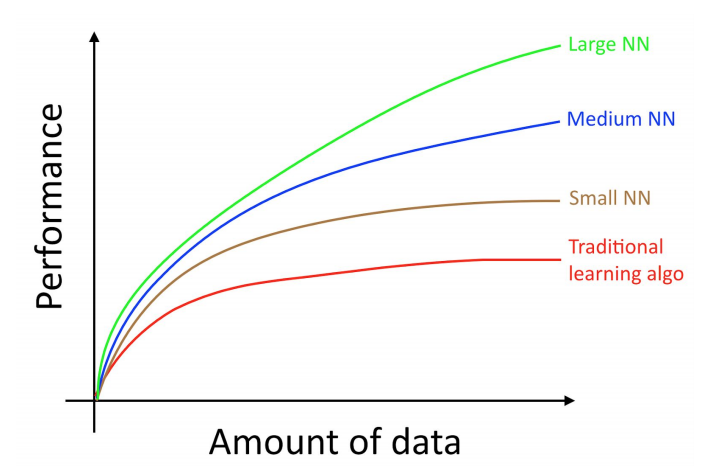 Large NN
Medium NN
Small NN
Traditional
learning algo
Performance
Amount of data